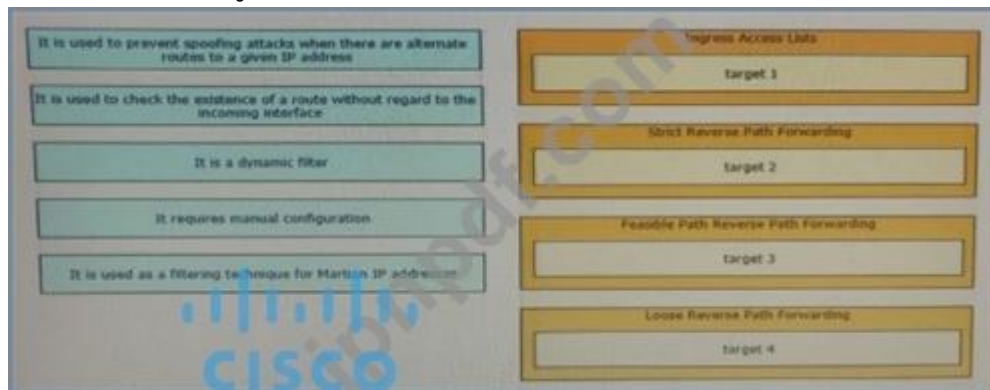 It is used to prevent spoofing attacks when there are alternate
routes to a given IP address
It is used to check the existence of a route without regard to the
incoming interface
It is a dynamic filter
It requires manual configuration
It is used as a filtering technique for Martian IP addresses
Ingress Access Lists
target 1
Strict Reverse Path Forwarding
target 2
Feasible Path Reverse Path Forwarding
target 3
Loose Reverse Path Forwarding
target 4
CISCO